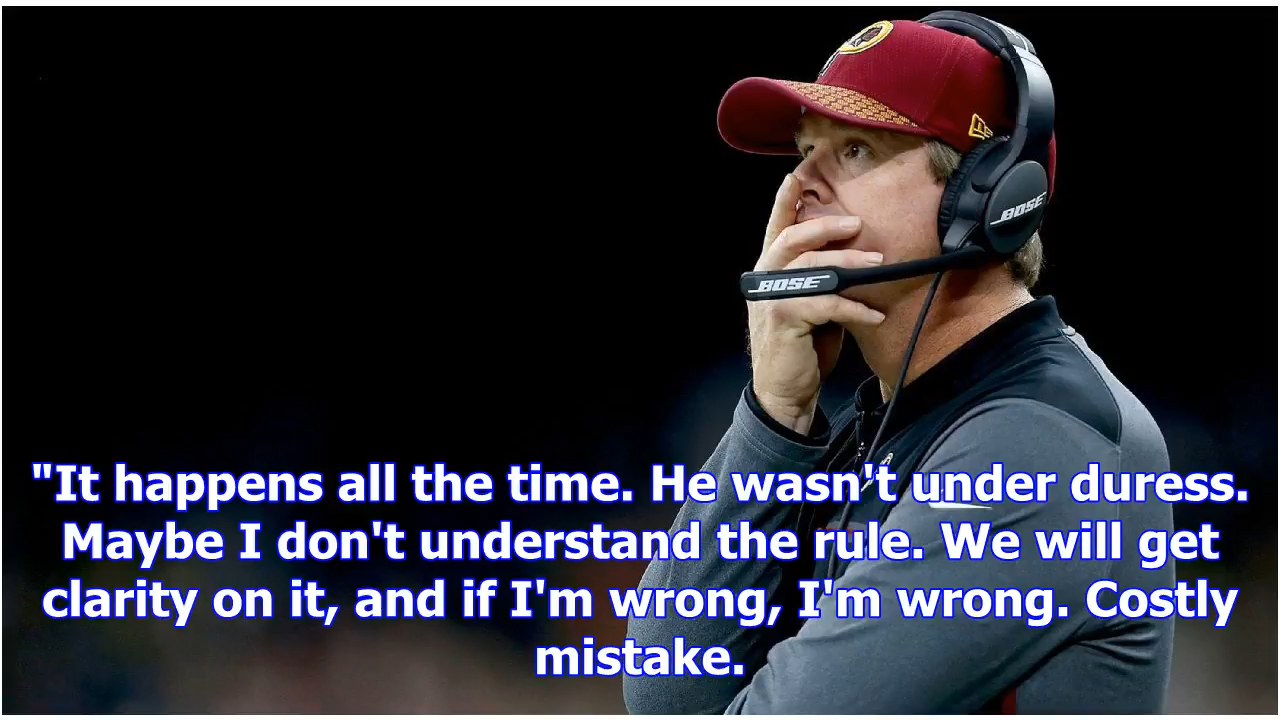 BOSE
BOSE
"It happens all the time. He wasn't under duress.
Maybe I don't understand the rule. We will get
clarity on it, and if I'm wrong, I'm wrong. Costly
mistake.